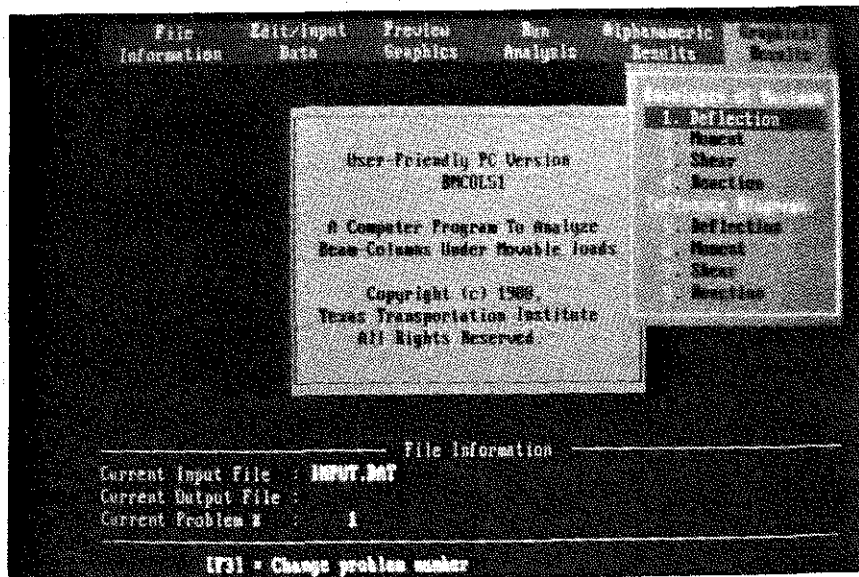 File Edit/Input Preview Run Alphanumeric Graphical
Information Data Graphics Analysis Results Results
1. Deflection
. Moment
. Shear
. Reaction
. Deflection
. Moment
. Shear
. Reaction
User-Friendly PC Version
BMCOL51
A Computer Program To Analyze
Beam-Columns Under Movable loads
Copyright (c) 1988,
Texas Transportation Institute
All Rights Reserved
File Information
Current Input File : INPUT.DAT
Current Output File :
Current Problem # : 1
[F3] = Change problem number